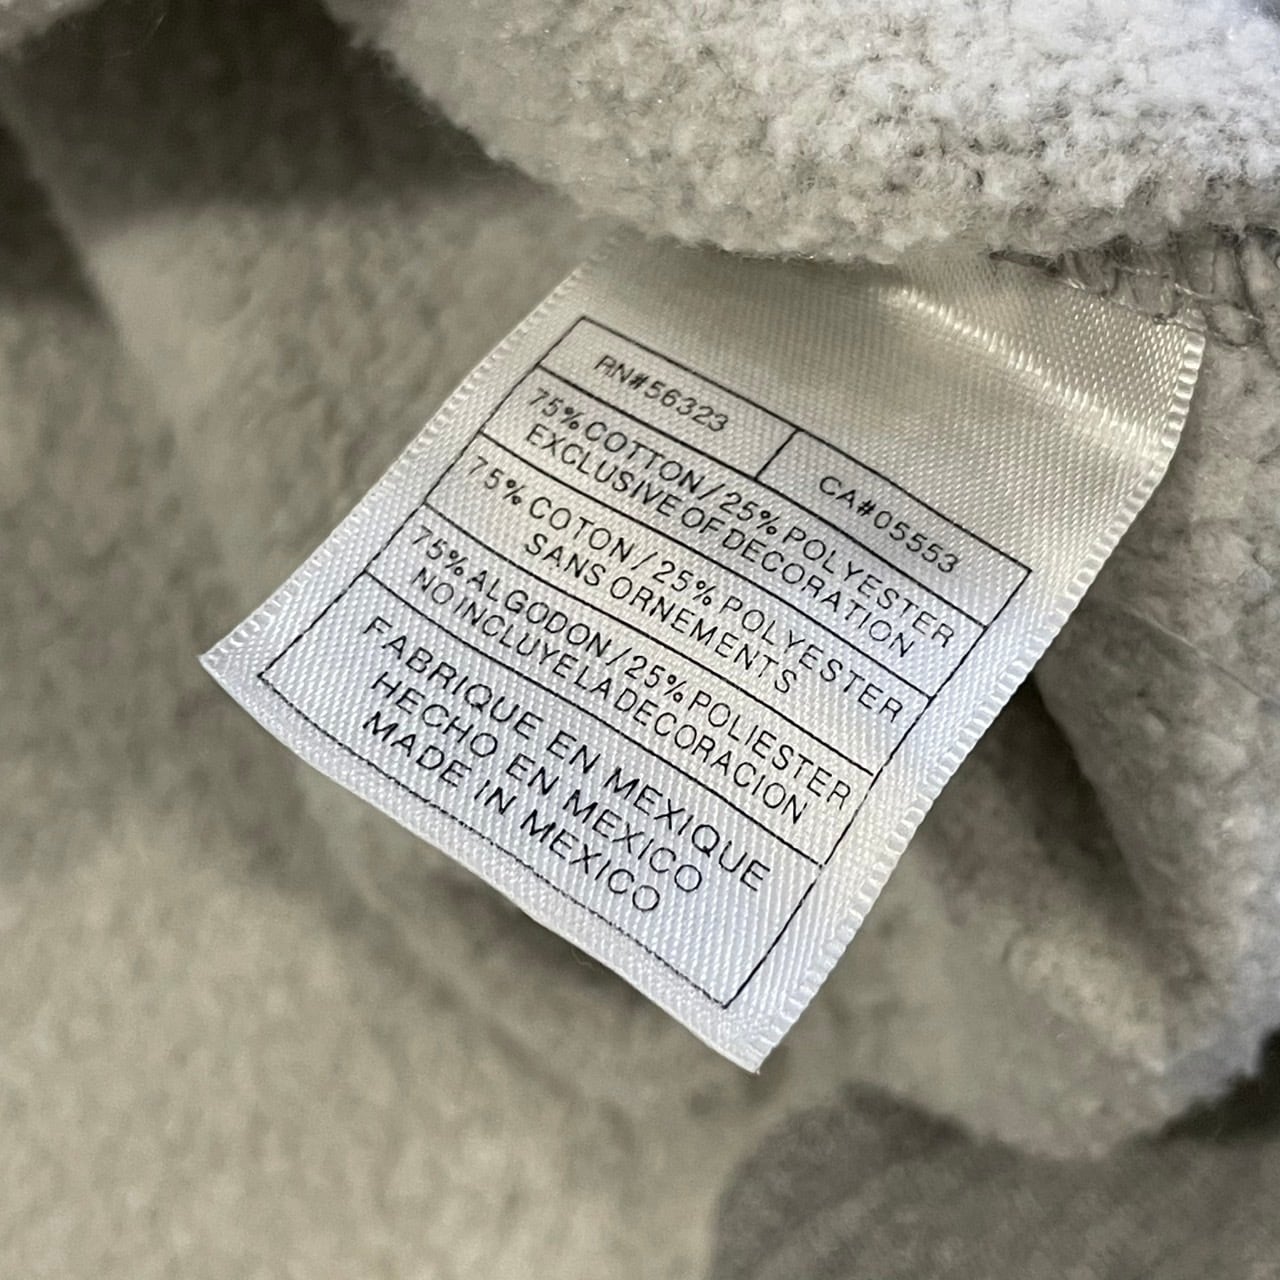 RN#56323 CA#05553
75% COTTON/25% POLYESTER
EXCLUSIVE OF DECORATION
75% COTON/25% POLYESTER
SANS ORNEMENTS
75% ALGODON/25% POLIESTER
NO INCLUYE LA DECORACION
FABRIQUE EN MEXIQUE
HECHO EN MEXICO
MADE IN MEXICO